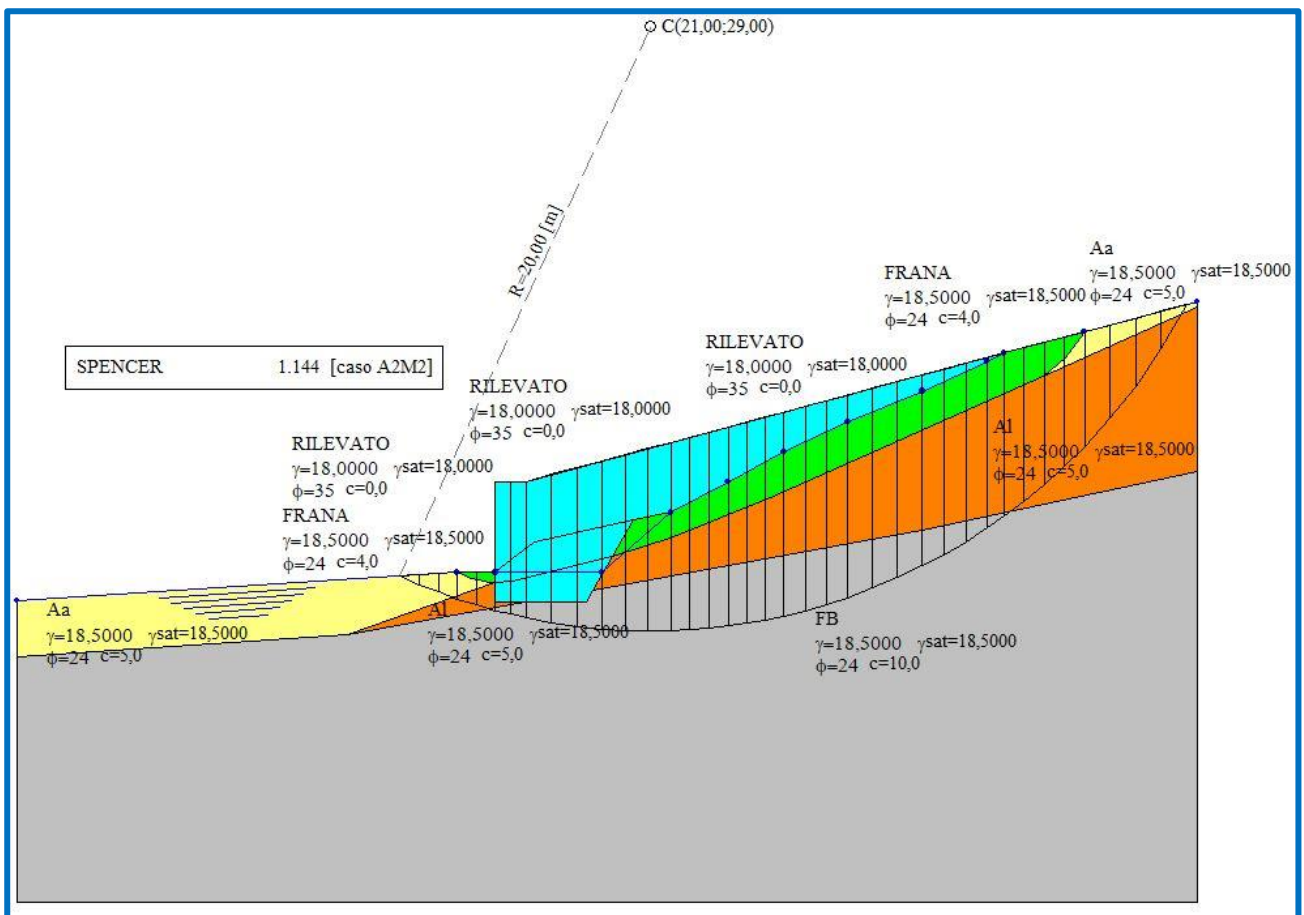 C(21,00;29,00)
R=20,00 [m]
Aa
γ=18,5000 γsat=18,5000
ϕ=24 c=5,0
FRANA
γ=18,5000 γsat=18,5000
ϕ=24 c=4,0
RILEVATO
γ=18,0000 γsat=18,0000
ϕ=35 c=0,0
SPENCER 1.144 [caso A2M2]
RILEVATO
γ=18,0000 γsat=18,0000
ϕ=35 c=0,0
RILEVATO
γ=18,0000 γsat=18,0000
ϕ=35 c=0,0
FRANA
γ=18,5000 γsat=18,5000
ϕ=24 c=4,0
Al
γ=18,5000 γsat=18,5000
ϕ=24 c=5,0
Aa
γ=18,5000 γsat=18,5000
ϕ=24 c=5,0
Al
γ=18,5000 γsat=18,5000
ϕ=24 c=5,0
FB
γ=18,5000 γsat=18,5000
ϕ=24 c=10,0